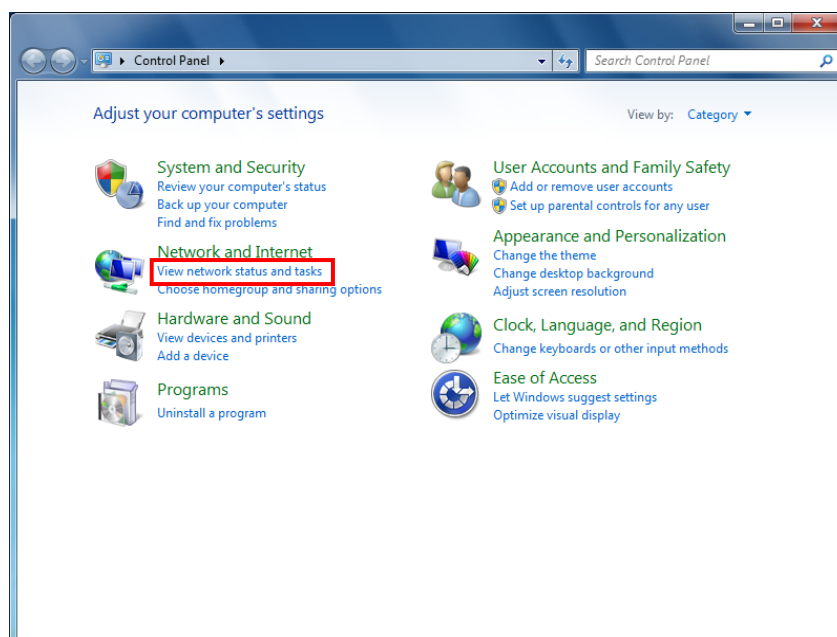 Control Panel
Search Control Panel
Adjust your computer's settings
View by: Category
System and Security
Review your computer's status
Back up your computer
Find and fix problems
Network and Internet
View network status and tasks
Choose homegroup and sharing options
Hardware and Sound
View devices and printers
Add a device
Programs
Uninstall a program
User Accounts and Family Safety
Add or remove user accounts
Set up parental controls for any user
Appearance and Personalization
Change the theme
Change desktop background
Adjust screen resolution
Clock, Language, and Region
Change keyboards or other input methods
Ease of Access
Let Windows suggest settings
Optimize visual display